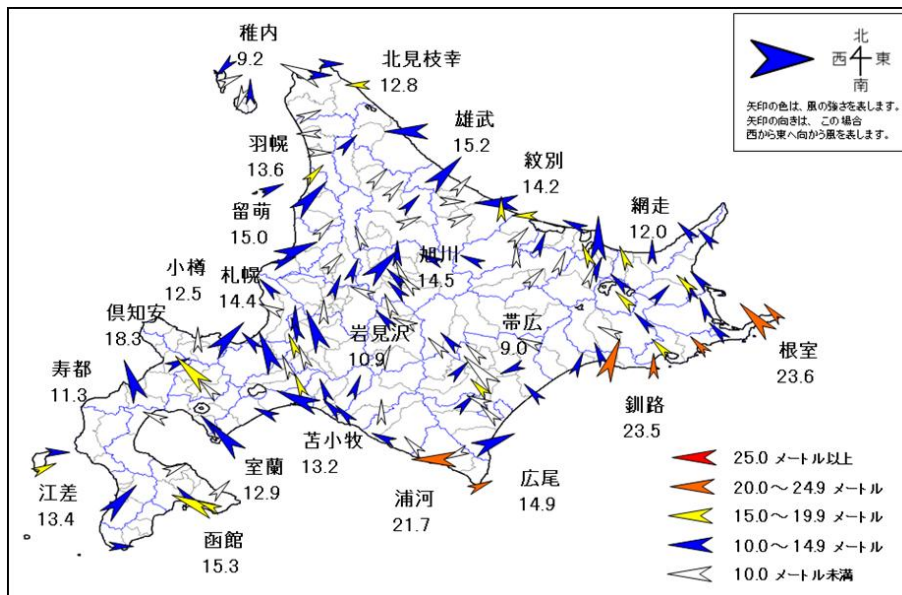 稚内
9.2
北見枝幸
12.8
北
西 東
南
矢印の色は、風の強さを表します。
矢印の向きは、この場合
西から東へ向かう風を表します。
雄武
15.2
羽幌
13.6
紋別
14.2
留萌
15.0
網走
12.0
小樽
12.5
札幌
14.4
旭川
14.5
倶知安
18.3
岩見沢
10.9
帯広
9.0
寿都
11.3
根室
23.6
釧路
23.5
苫小牧
13.2
室蘭
12.9
広尾
14.9
浦河
21.7
江差
13.4
函館
15.3
25.0 メートル以上
20.0～24.9 メートル
15.0～19.9 メートル
10.0～14.9 メートル
10.0 メートル未満